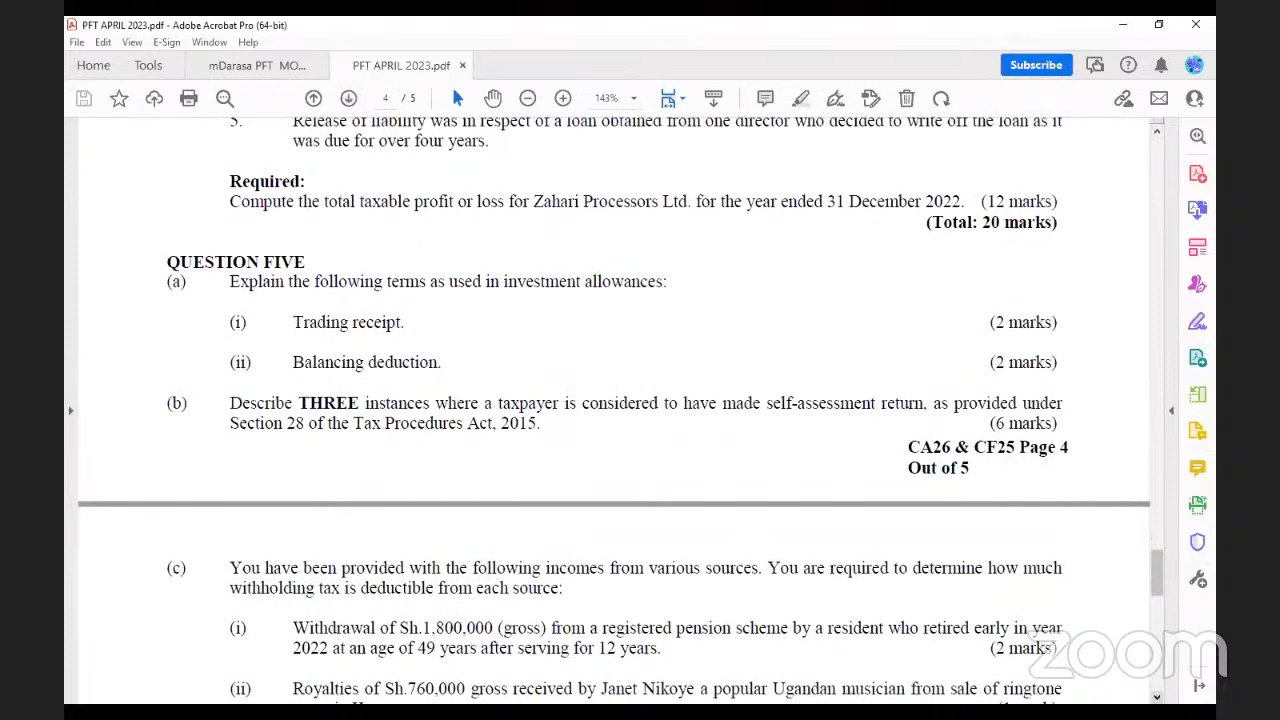 PFT APRIL 2023.pdf - Adobe Acrobat Pro (64-bit)
File Edit View E-Sign Window Help
Home Tools mDarasa PFT MO... PFT APRIL 2023.pdf × Subscribe
4 / 5 143%
5. Release of liability was in respect of a loan obtained from one director who decided to write off the loan as it
was due for over four years.
Required:
Compute the total taxable profit or loss for Zahari Processors Ltd. for the year ended 31 December 2022. (12 marks)
(Total: 20 marks)
QUESTION FIVE
(a) Explain the following terms as used in investment allowances:
(i) Trading receipt. (2 marks)
(ii) Balancing deduction. (2 marks)
(b) Describe THREE instances where a taxpayer is considered to have made self-assessment return, as provided under
Section 28 of the Tax Procedures Act, 2015. (6 marks)
CA26 & CF25 Page 4
Out of 5
(c) You have been provided with the following incomes from various sources. You are required to determine how much
withholding tax is deductible from each source:
(i) Withdrawal of Sh.1,800,000 (gross) from a registered pension scheme by a resident who retired early in year
2022 at an age of 49 years after serving for 12 years. (2 marks)
zoom
(ii) Royalties of Sh.760,000 gross received by Janet Nikoye a popular Ugandan musician from sale of ringtone